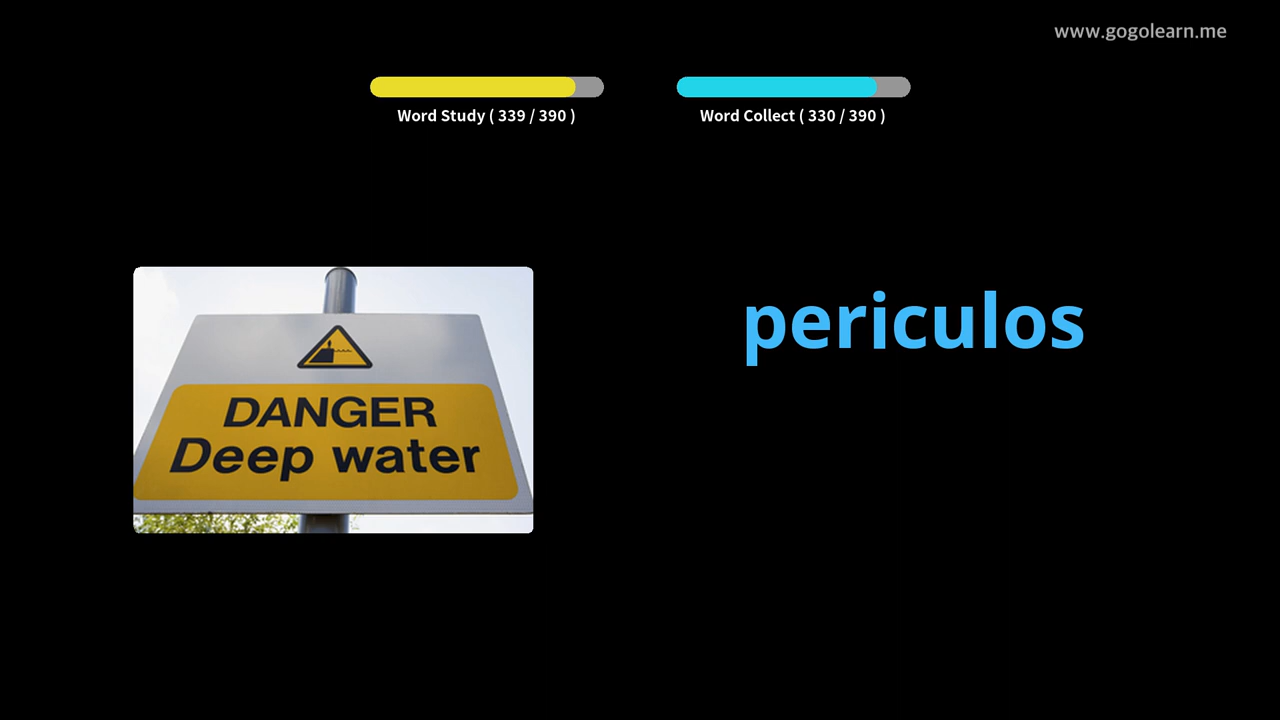 www.gogolearn.me
Word Study ( 339 / 390 )
Word Collect ( 330 / 390 )
DANGER
Deep water
periculos